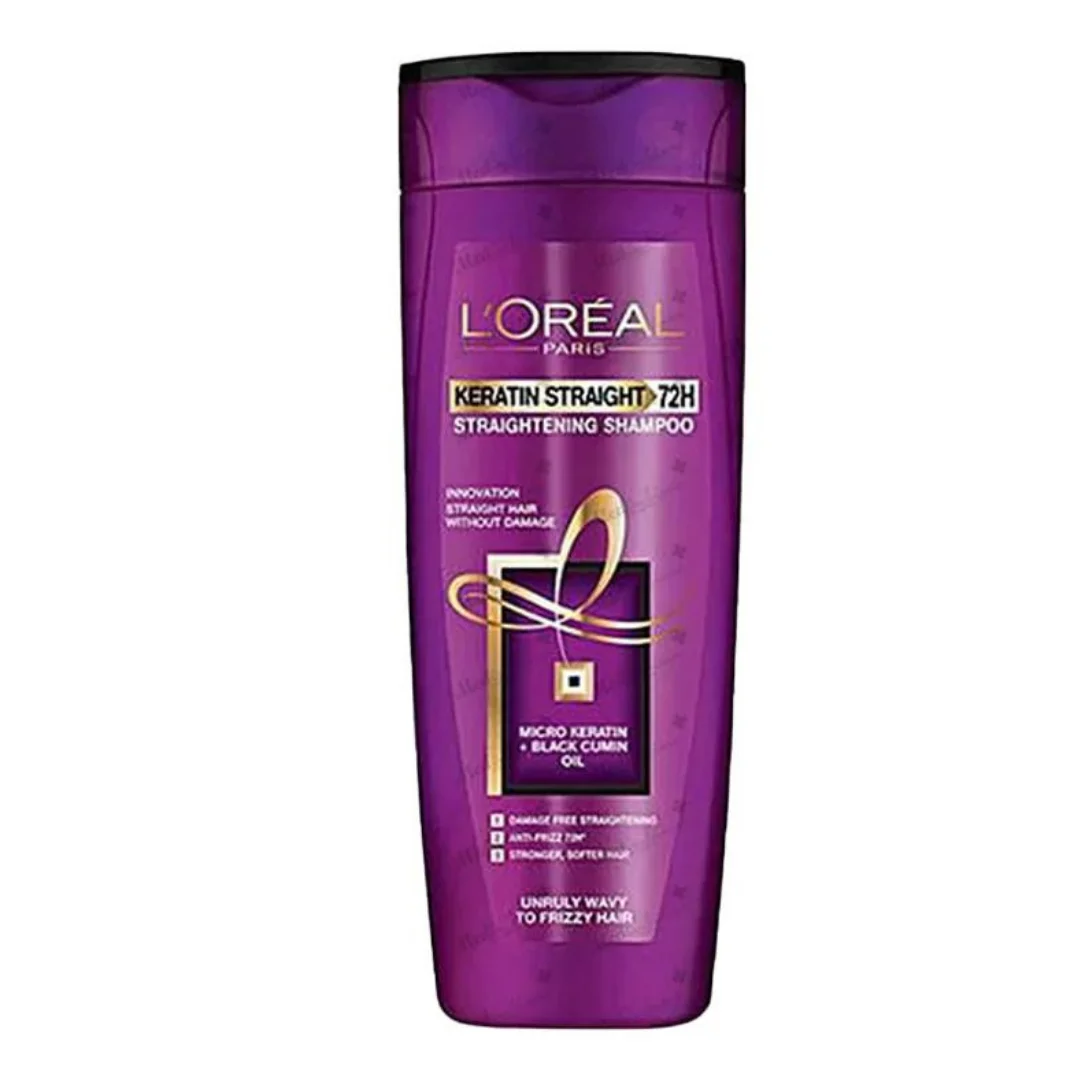 L'ORÉAL
PARIS
KERATIN STRAIGHT 72H
STRAIGHTENING SHAMPOO
INNOVATION
STRAIGHT HAIR
WITHOUT DAMAGE
MICRO KERATIN
+ BLACK CUMIN
OIL
1 DAMAGE FREE STRAIGHTENING
2 ANTI-FRIZZ 72H*
3 STRONGER, SOFTER HAIR
UNRULY WAVY
TO FRIZZY HAIR